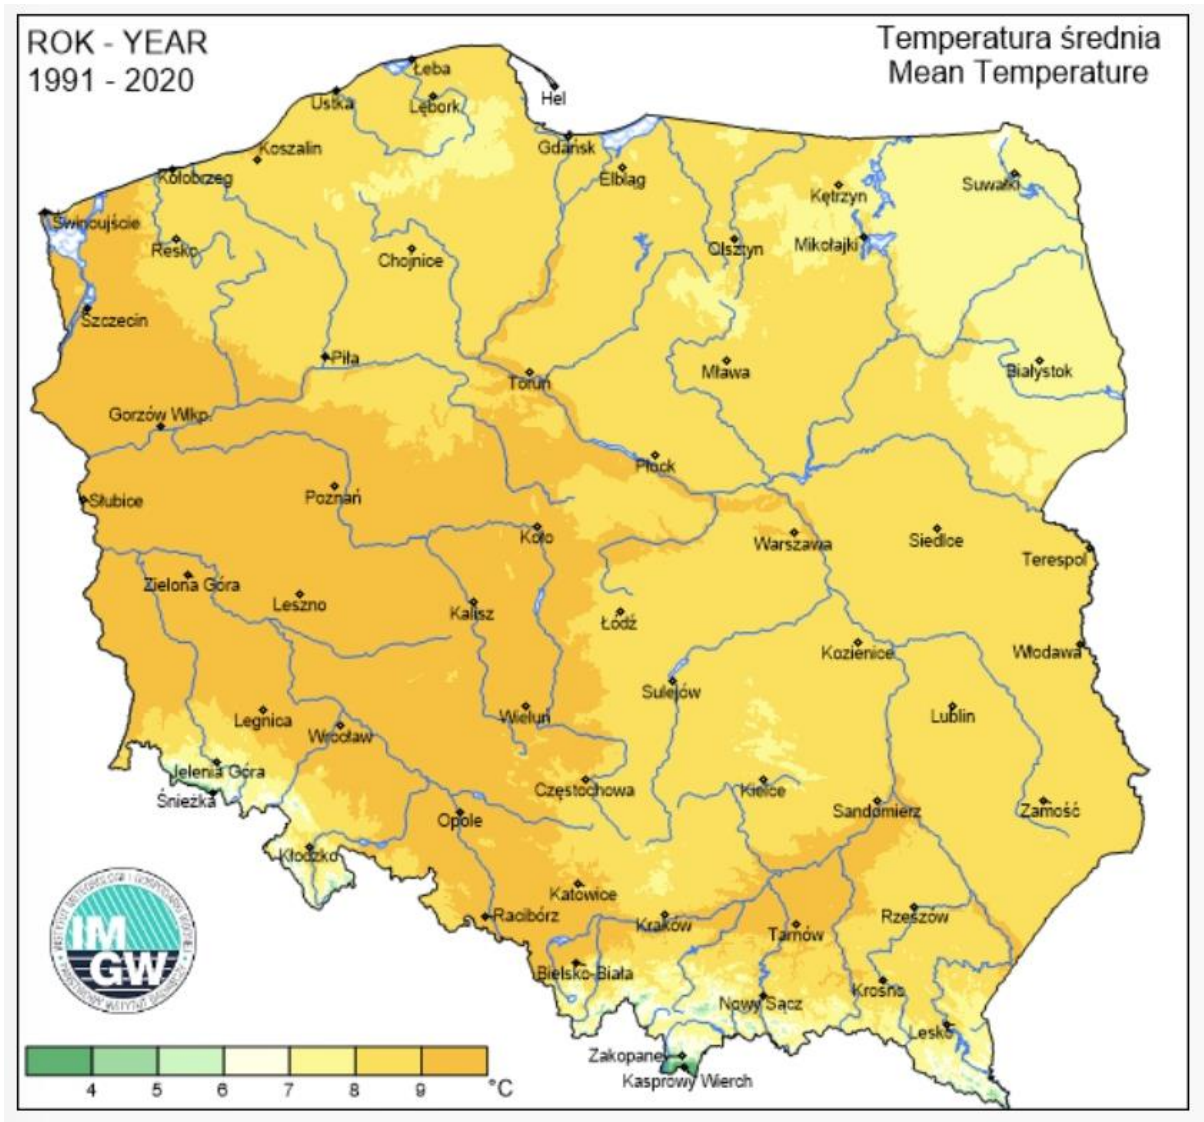 ROK - YEAR
1991 - 2020
Temperatura średnia
Mean Temperature
Łeba
Ustka
Lębork
Hel
Koszalin
Gdańsk
Kołobrzeg
Elbląg
Kętrzyn
Suwałki
Świnoujście
Resko
Chojnice
Olsztyn
Mikołajki
Szczecin
Piła
Toruń
Mława
Białystok
Gorzów Wlkp.
Płock
Słubice
Poznań
Koło
Warszawa
Siedlce
Terespol
Zielona Góra
Leszno
Kalisz
Łódź
Kozienice
Włodawa
Sulejów
Legnica
Wrocław
Wieluń
Lublin
Jelenia Góra
Śnieżka
Częstochowa
Kielce
Sandomierz
Zamość
Opole
Kłodzko
Katowice
Racibórz
Kraków
Tarnów
Rzeszów
Bielsko-Biała
Nowy Sącz
Krosno
Lesko
Zakopane
Kasprowy Wierch
IM
GW
4 5 6 7 8 9 °C